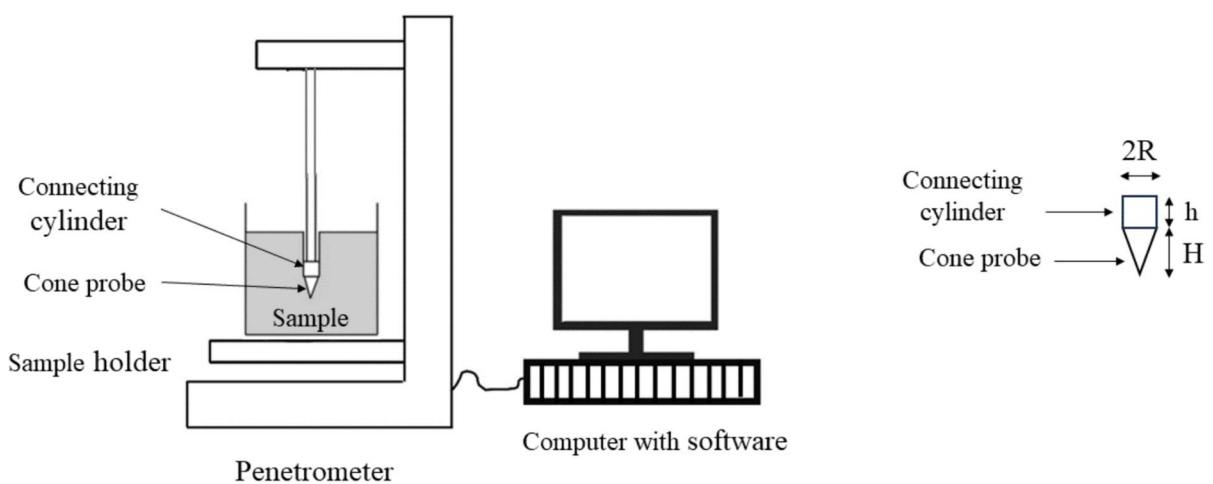 Connecting
cylinder
Cone probe
Sample
Sample holder
Penetrometer
Computer with software
2R
Connecting
cylinder
h
Cone probe
H